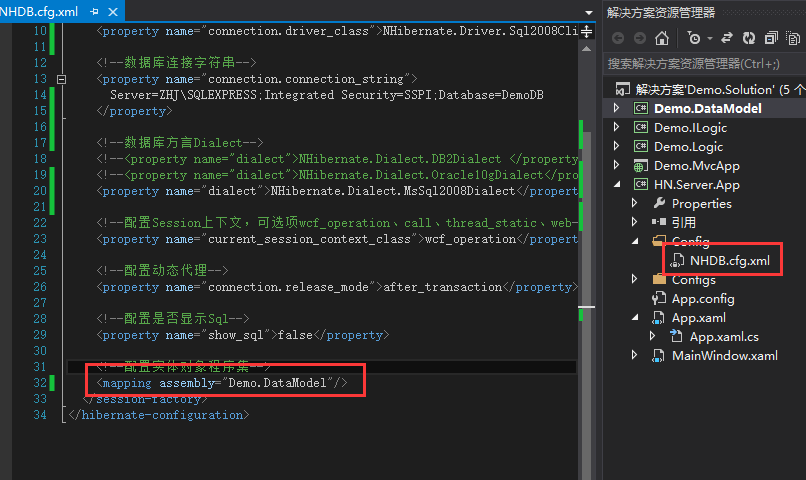 NHDB.cfg.xml
10 <property name="connection.driver_class">NHibernate.Driver.Sql2008Cli
11
12 <!--数据库连接字符串-->
13 <property name="connection.connection_string">
14 Server=ZHJ\SQLEXPRESS;Integrated Security=SSPI;Database=DemoDB
15 </property>
16
17 <!--数据库方言Dialect-->
18 <!--<property name="dialect">NHibernate.Dialect.DB2Dialect </property
19 <!--<property name="dialect">NHibernate.Dialect.Oracle10gDialect</pro
20 <property name="dialect">NHibernate.Dialect.MsSql2008Dialect</propert
21
22 <!--配置Session上下文，可选项wcf_operation、call、thread_static、web-
23 <property name="current_session_context_class">wcf_operation</propert
24
25 <!--配置动态代理-->
26 <property name="connection.release_mode">after_transaction</property>
27
28 <!--配置是否显示Sql-->
29 <property name="show_sql">false</property>
30
31 <!--配置实体对象程序集-->
32 <mapping assembly="Demo.DataModel"/>
33 </session-factory>
34 </hibernate-configuration>
解决方案资源管理器
搜索解决方案资源管理器(Ctrl+;)
解决方案'Demo.Solution' (5 个
C# Demo.DataModel
C# Demo.ILogic
C# Demo.Logic
Demo.MvcApp
C# HN.Server.App
Properties
引用
Config
NHDB.cfg.xml
Configs
App.config
App.xaml
App.xaml.cs
MainWindow.xaml